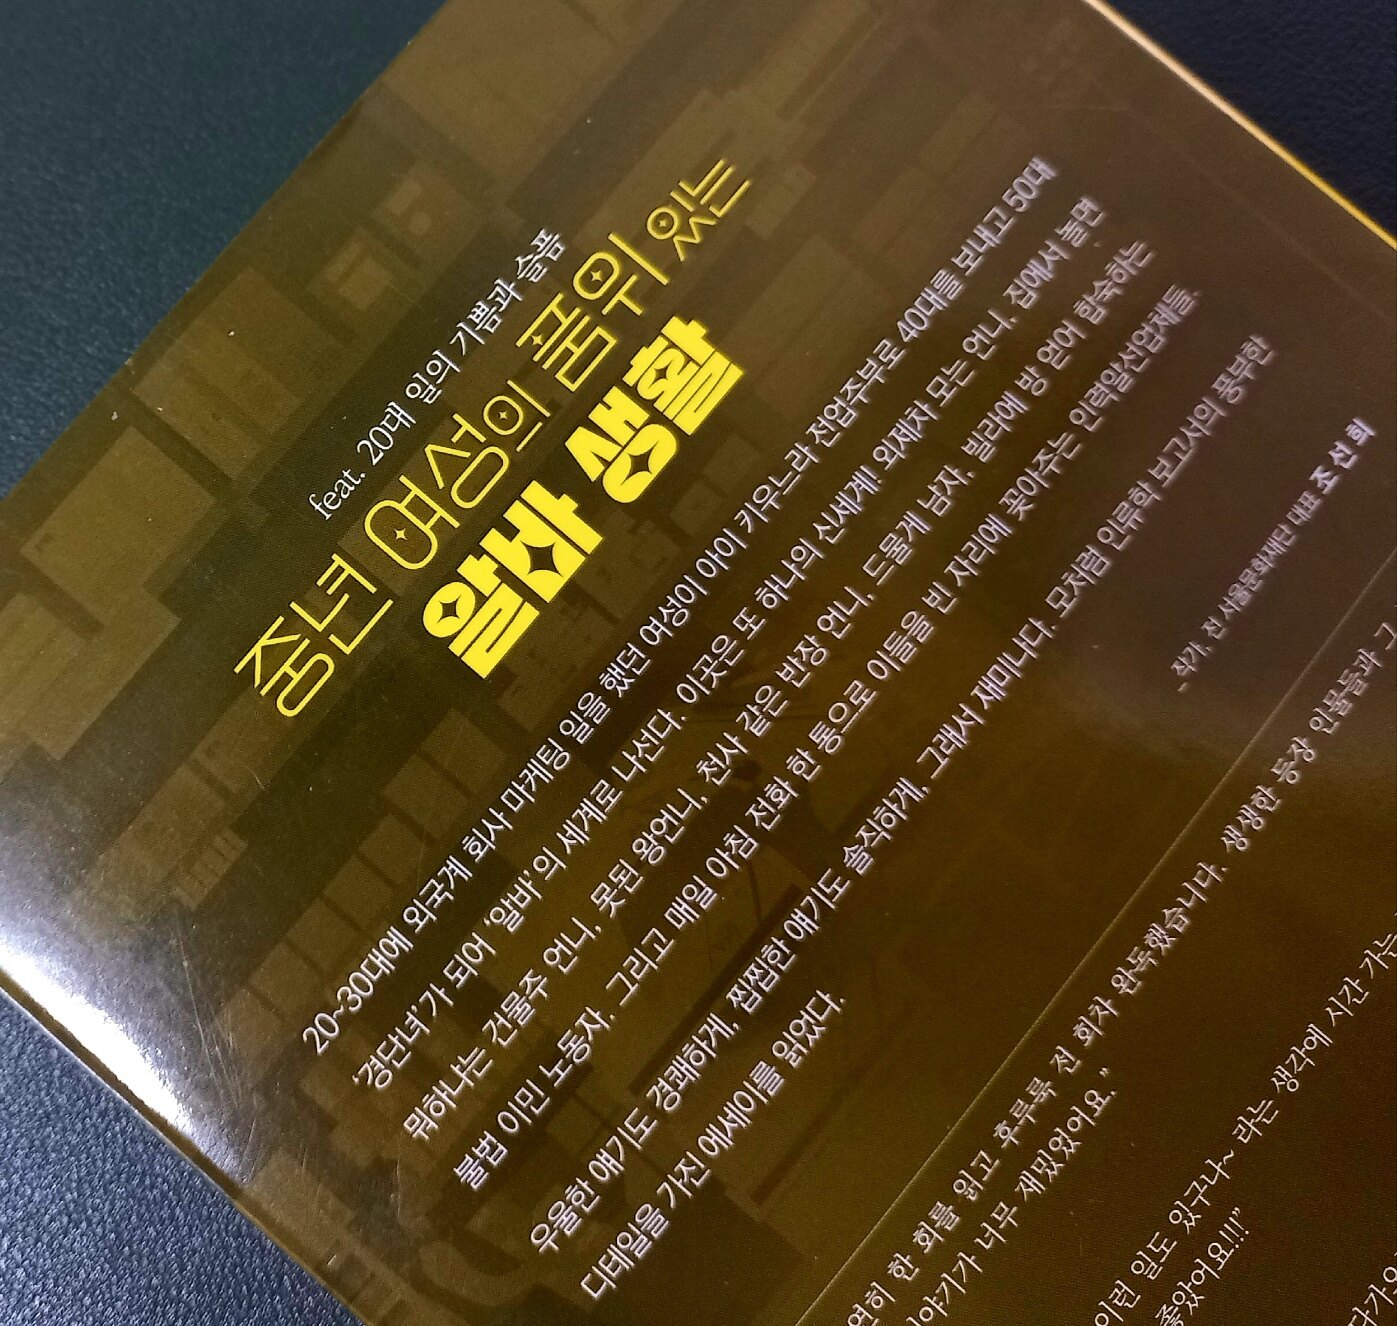 feat. 20대 일의 기쁨과 슬픔
중년 여성의 품위 있는
알바 생활
20~30대에 외국계 회사 마케팅 일을 했던 여성이 아이 키우느라 전업주부로 40대를 보내고 50대
‘경단녀’가 되어 ‘알바’의 세계로 나선다. 이곳은 또 하나의 신세계! 외제차 모는 언니, 집에서 놀면
뭐하냐는 건물주 언니, 못된 왕언니, 천사 같은 반장 언니, 드물게 남자, 빌라에 방 얻어 합숙하는
불법 이민 노동자, 그리고 매일 아침 전화 한 통으로 이들을 빈 자리에 꽂아주는 인력알선업체들.
우울한 얘기도 경쾌하게, 찝찝한 얘기도 솔직하게, 그래서 재미나다. 모처럼 인류학 보고서의 풍부한
디테일을 가진 에세이를 읽었다.
_ 작가, 전 서울문화재단 대표 조선희
연히 한 회를 읽고 후루룩 전 회차 완독했습니다. 생생한 등장 인물들과 그
이야기가 너무 재밌었어요.”
이런 일도 있구나~ 라는 생각에 시간 가는
좋았어요!!!”